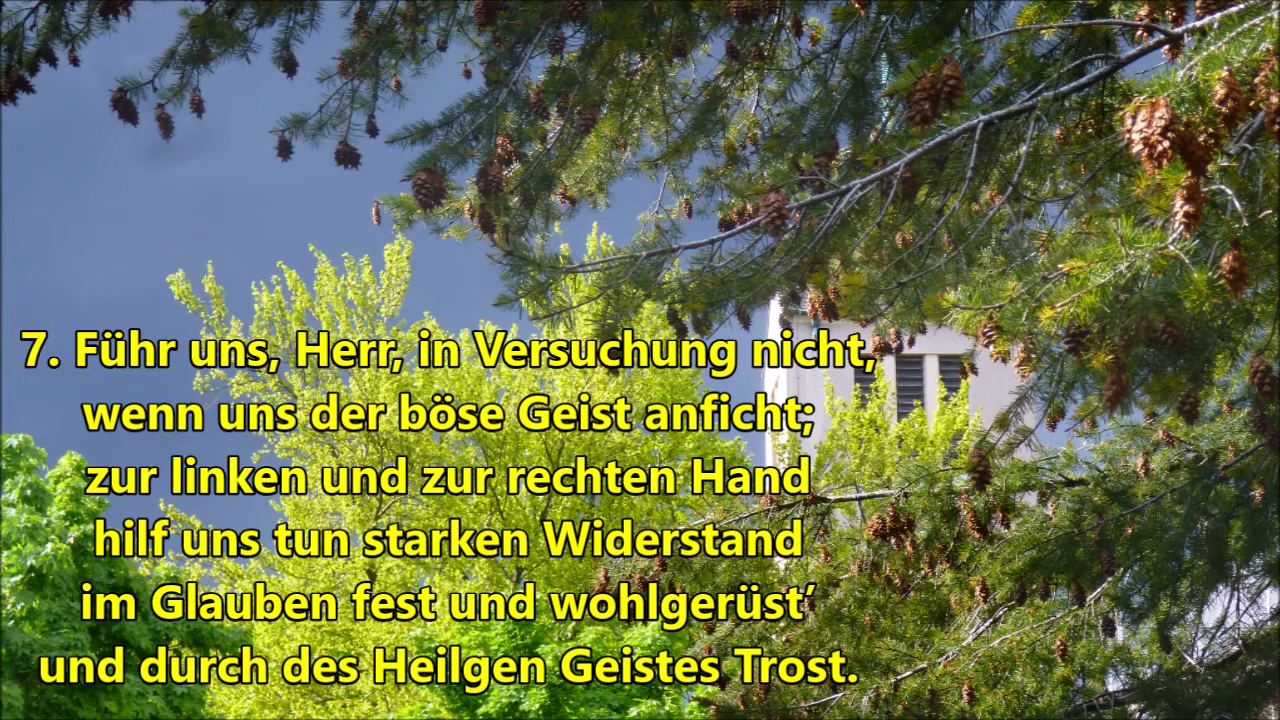 7. Führ uns, Herr, in Versuchung nicht,
wenn uns der böse Geist anficht;
zur linken und zur rechten Hand
hilf uns tun starken Widerstand
im Glauben fest und wohlgerüst’
und durch des Heilgen Geistes Trost.